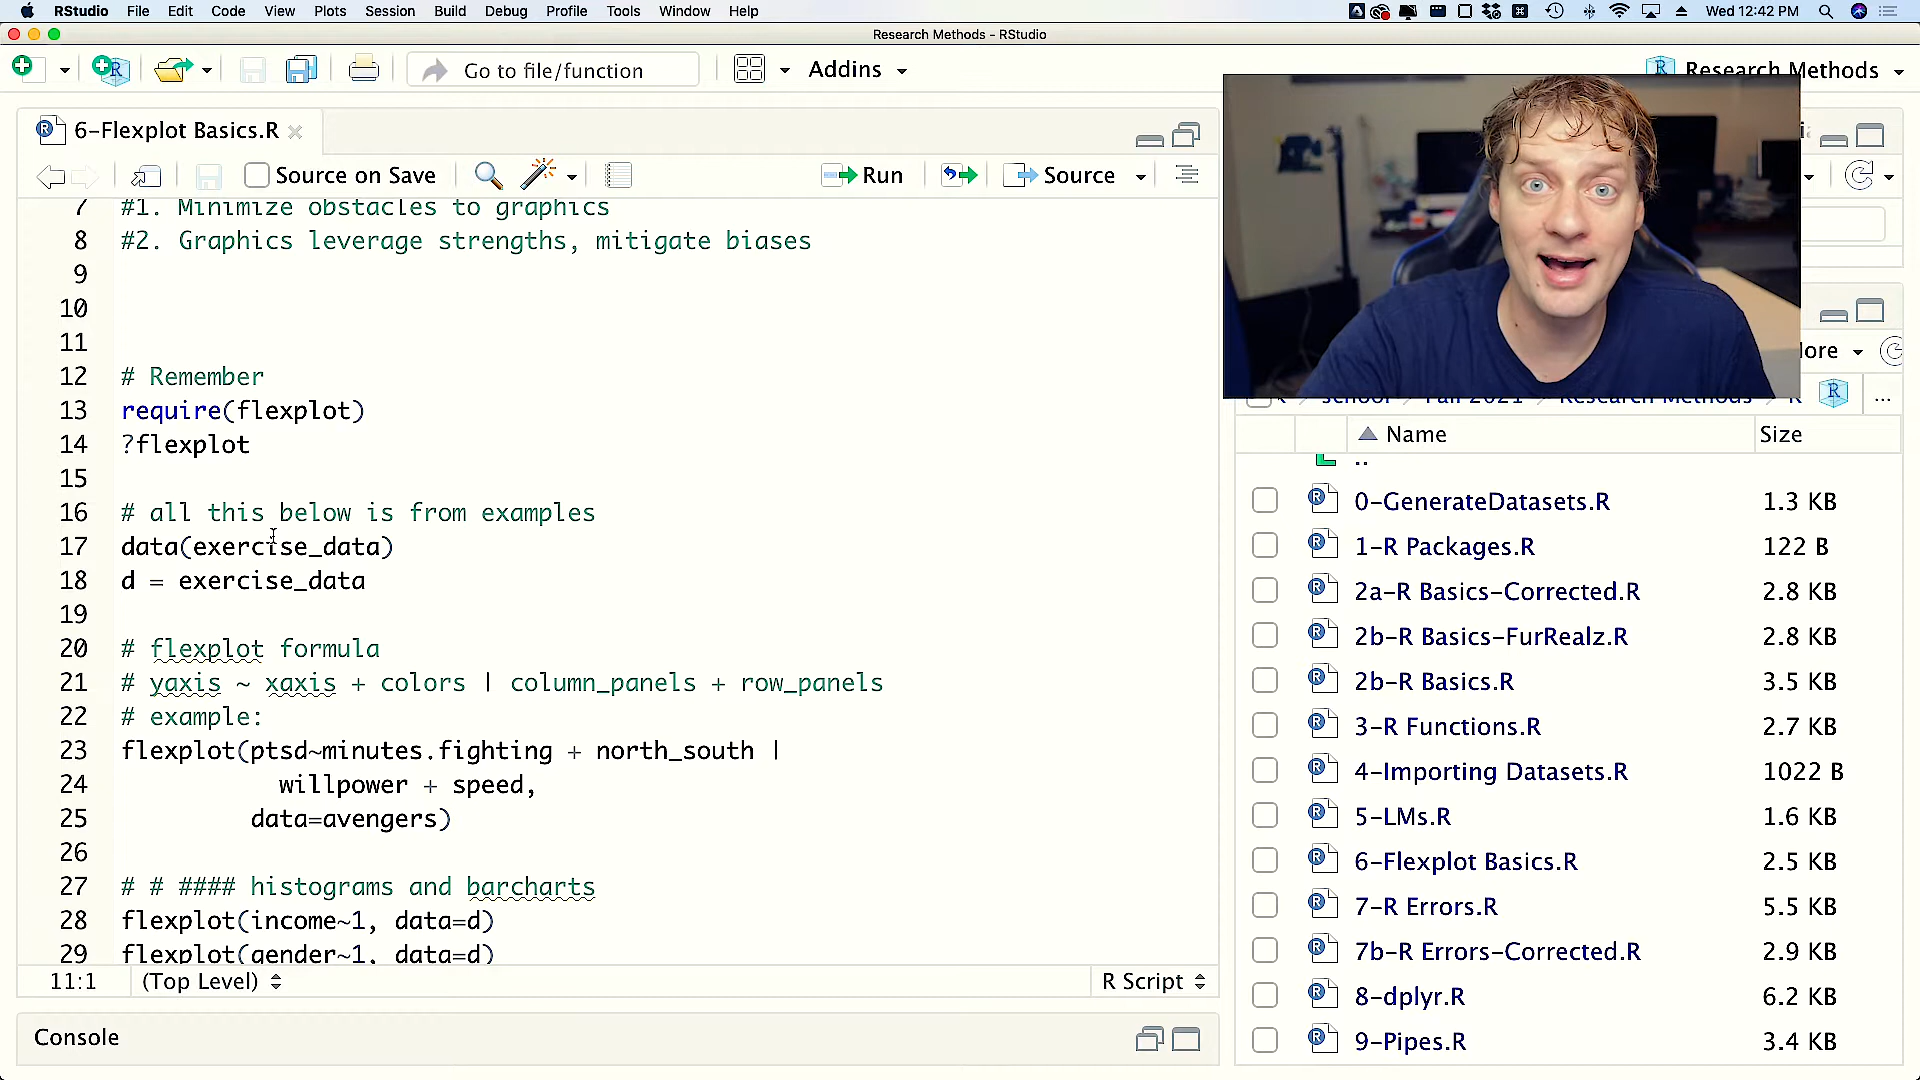 RStudio File Edit Code View Plots Session Build Debug Profile Tools Window Help Wed 12:42 PM
Research Methods - RStudio
Go to file/function Addins Research Methods
6-Flexplot Basics.R
Source on Save Run Source
7 #1. Minimize obstacles to graphics
8 #2. Graphics leverage strengths, mitigate biases
9
10
11
12 # Remember
13 require(flexplot)
14 ?flexplot
15
16 # all this below is from examples
17 data(exercise_data)
18 d = exercise_data
19
20 # flexplot formula
21 # yaxis ~ xaxis + colors | column_panels + row_panels
22 # example:
23 flexplot(ptsd~minutes.fighting + north_south |
24 willpower + speed,
25 data=avengers)
26
27 # # #### histograms and barcharts
28 flexplot(income~1, data=d)
29 flexplot(gender~1, data=d)
11:1 (Top Level) R Script
Console
school Fall 2021 Research Methods R ...
Name Size
..
0-GenerateDatasets.R 1.3 KB
1-R Packages.R 122 B
2a-R Basics-Corrected.R 2.8 KB
2b-R Basics-FurRealz.R 2.8 KB
2b-R Basics.R 3.5 KB
3-R Functions.R 2.7 KB
4-Importing Datasets.R 1022 B
5-LMs.R 1.6 KB
6-Flexplot Basics.R 2.5 KB
7-R Errors.R 5.5 KB
7b-R Errors-Corrected.R 2.9 KB
8-dplyr.R 6.2 KB
9-Pipes.R 3.4 KB